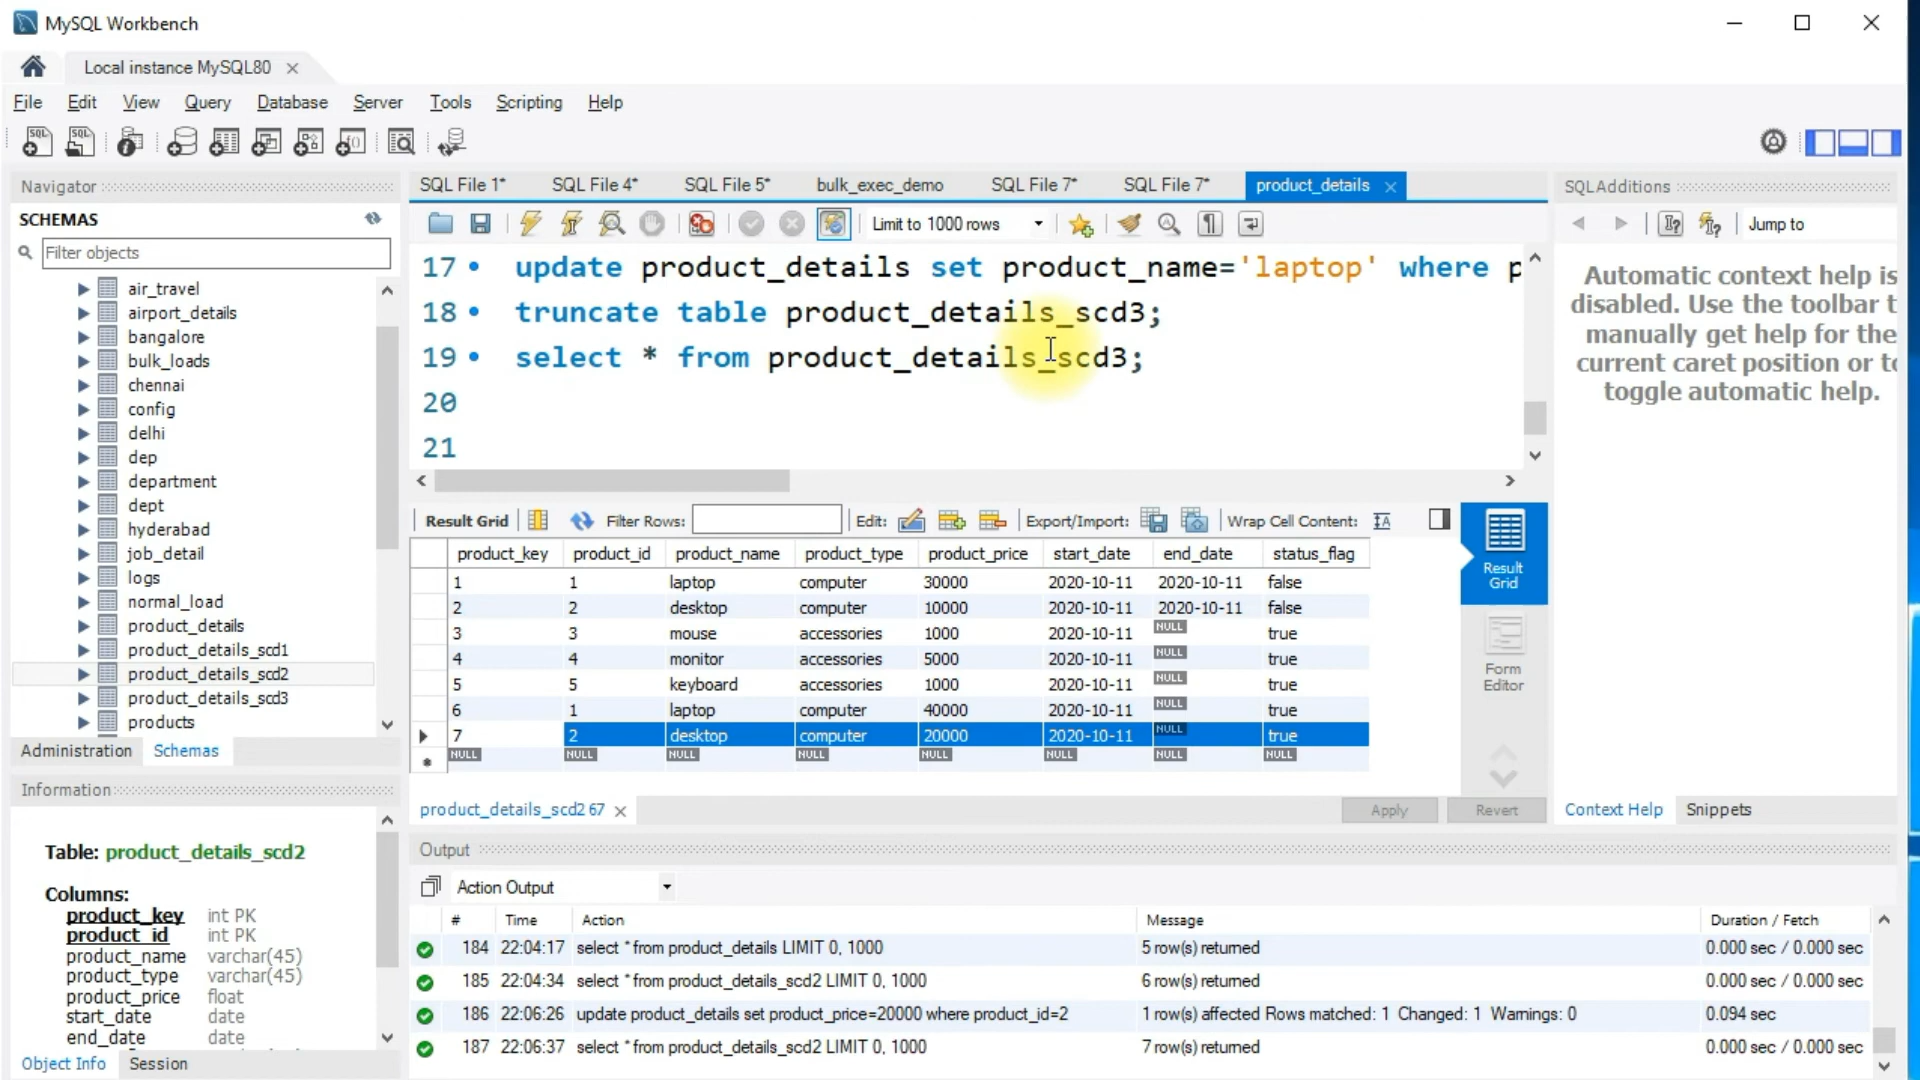 MySQL Workbench
Local instance MySQL80
File Edit View Query Database Server Tools Scripting Help
Navigator
SCHEMAS
Filter objects
air_travel
airport_details
bangalore
bulk_loads
chennai
config
delhi
dep
department
dept
hyderabad
job_detail
logs
normal_load
product_details
product_details_scd1
product_details_scd2
product_details_scd3
products
Administration Schemas
Information
Table: product_details_scd2
Columns:
product_key int PK
product_id int PK
product_name varchar(45)
product_type varchar(45)
product_price float
start_date date
end_date date
Object Info Session
SQL File 1* SQL File 4* SQL File 5* bulk_exec_demo SQL File 7* SQL File 7* product_details
Limit to 1000 rows
17 update product_details set product_name='laptop' where p
18 truncate table product_details_scd3;
19 select * from product_details_scd3;
20
21
Result Grid Filter Rows: Edit: Export/Import: Wrap Cell Content:
product_key product_id product_name product_type product_price start_date end_date status_flag
1 1 laptop computer 30000 2020-10-11 2020-10-11 false
2 2 desktop computer 10000 2020-10-11 2020-10-11 false
3 3 mouse accessories 1000 2020-10-11 NULL true
4 4 monitor accessories 5000 2020-10-11 NULL true
5 5 keyboard accessories 1000 2020-10-11 NULL true
6 1 laptop computer 40000 2020-10-11 NULL true
7 2 desktop computer 20000 2020-10-11 NULL true
NULL NULL NULL NULL NULL NULL NULL NULL
Result
Grid
Form
Editor
product_details_scd2 67 Apply Revert
Output
Action Output
# Time Action Message Duration / Fetch
184 22:04:17 select * from product_details LIMIT 0, 1000 5 row(s) returned 0.000 sec / 0.000 sec
185 22:04:34 select * from product_details_scd2 LIMIT 0, 1000 6 row(s) returned 0.000 sec / 0.000 sec
186 22:06:26 update product_details set product_price=20000 where product_id=2 1 row(s) affected Rows matched: 1 Changed: 1 Warnings: 0 0.094 sec
187 22:06:37 select * from product_details_scd2 LIMIT 0, 1000 7 row(s) returned 0.000 sec / 0.000 sec
SQLAdditions
Jump to
Automatic context help is
disabled. Use the toolbar t
manually get help for the
current caret position or to
toggle automatic help.
Context Help Snippets